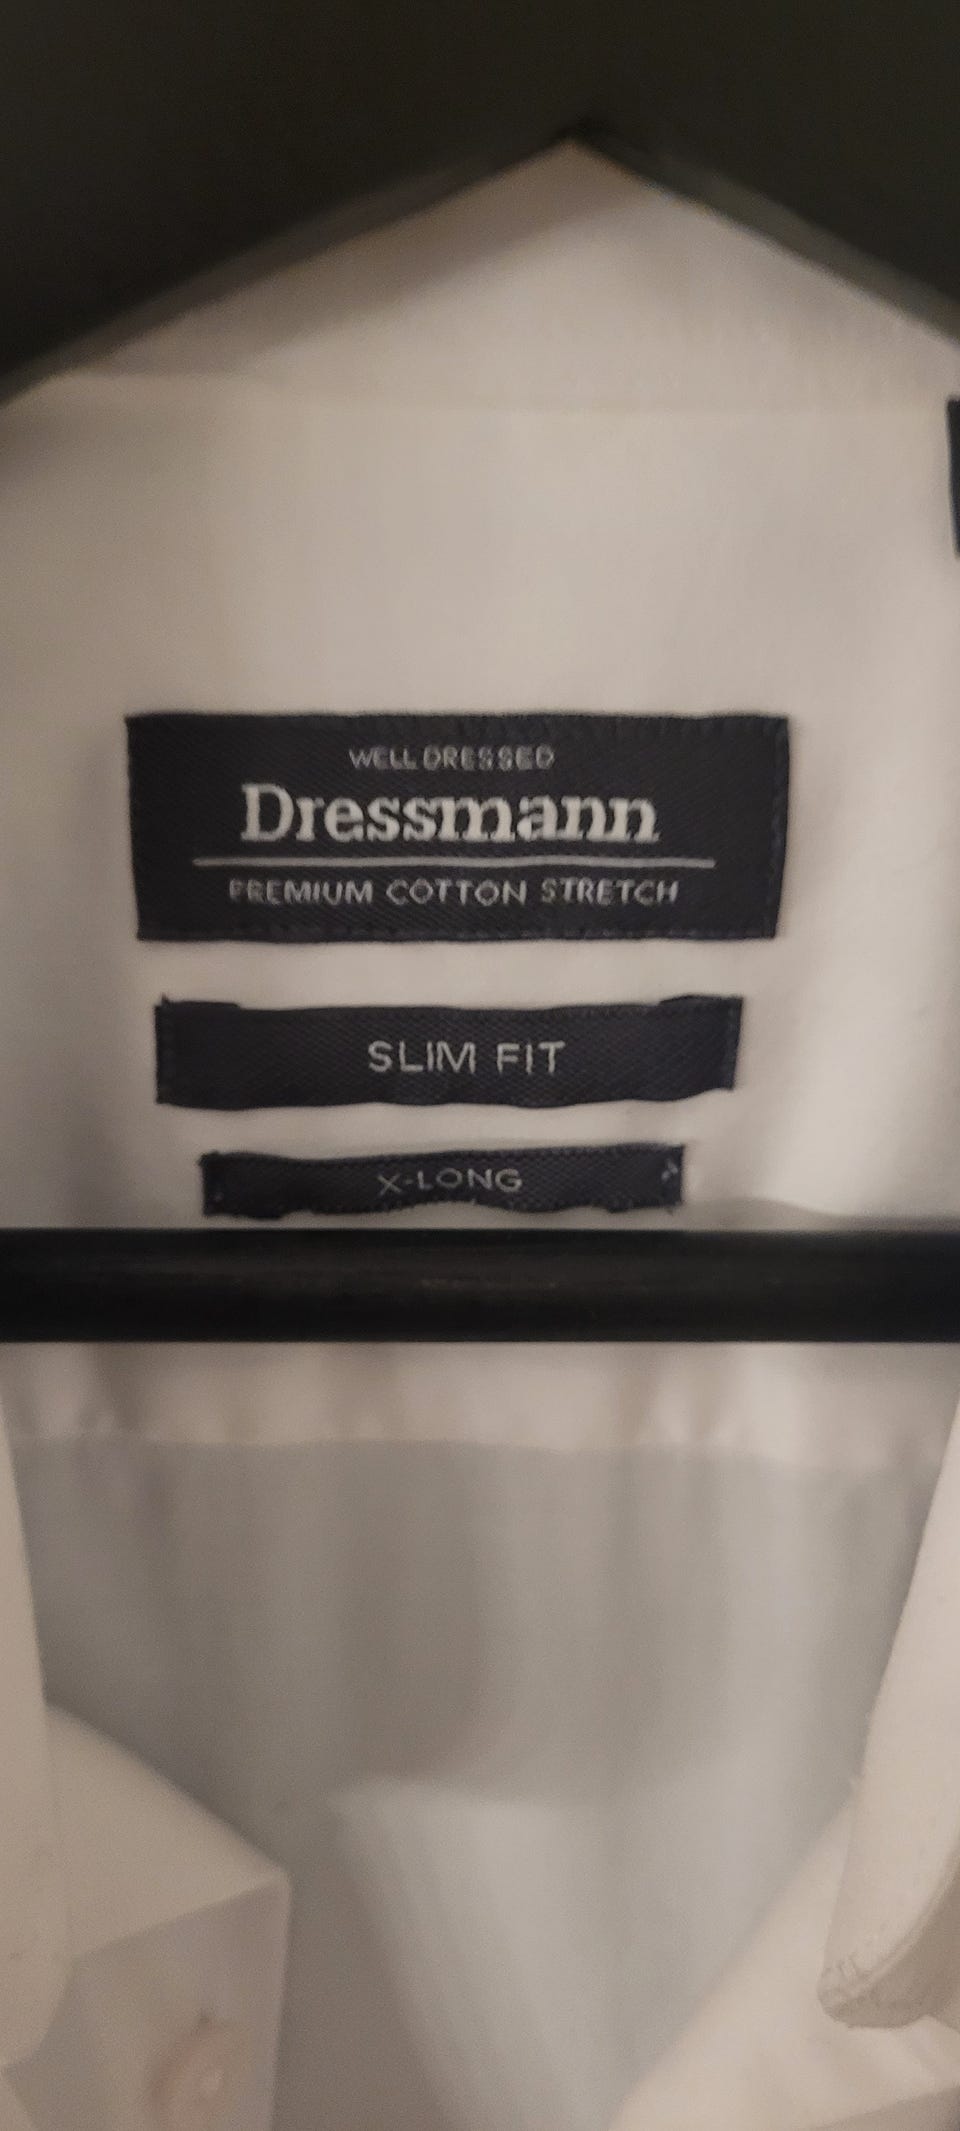 WELL DRESSED
Dressmann
PREMIUM COTTON STRETCH
SLIM FIT
X-LONG